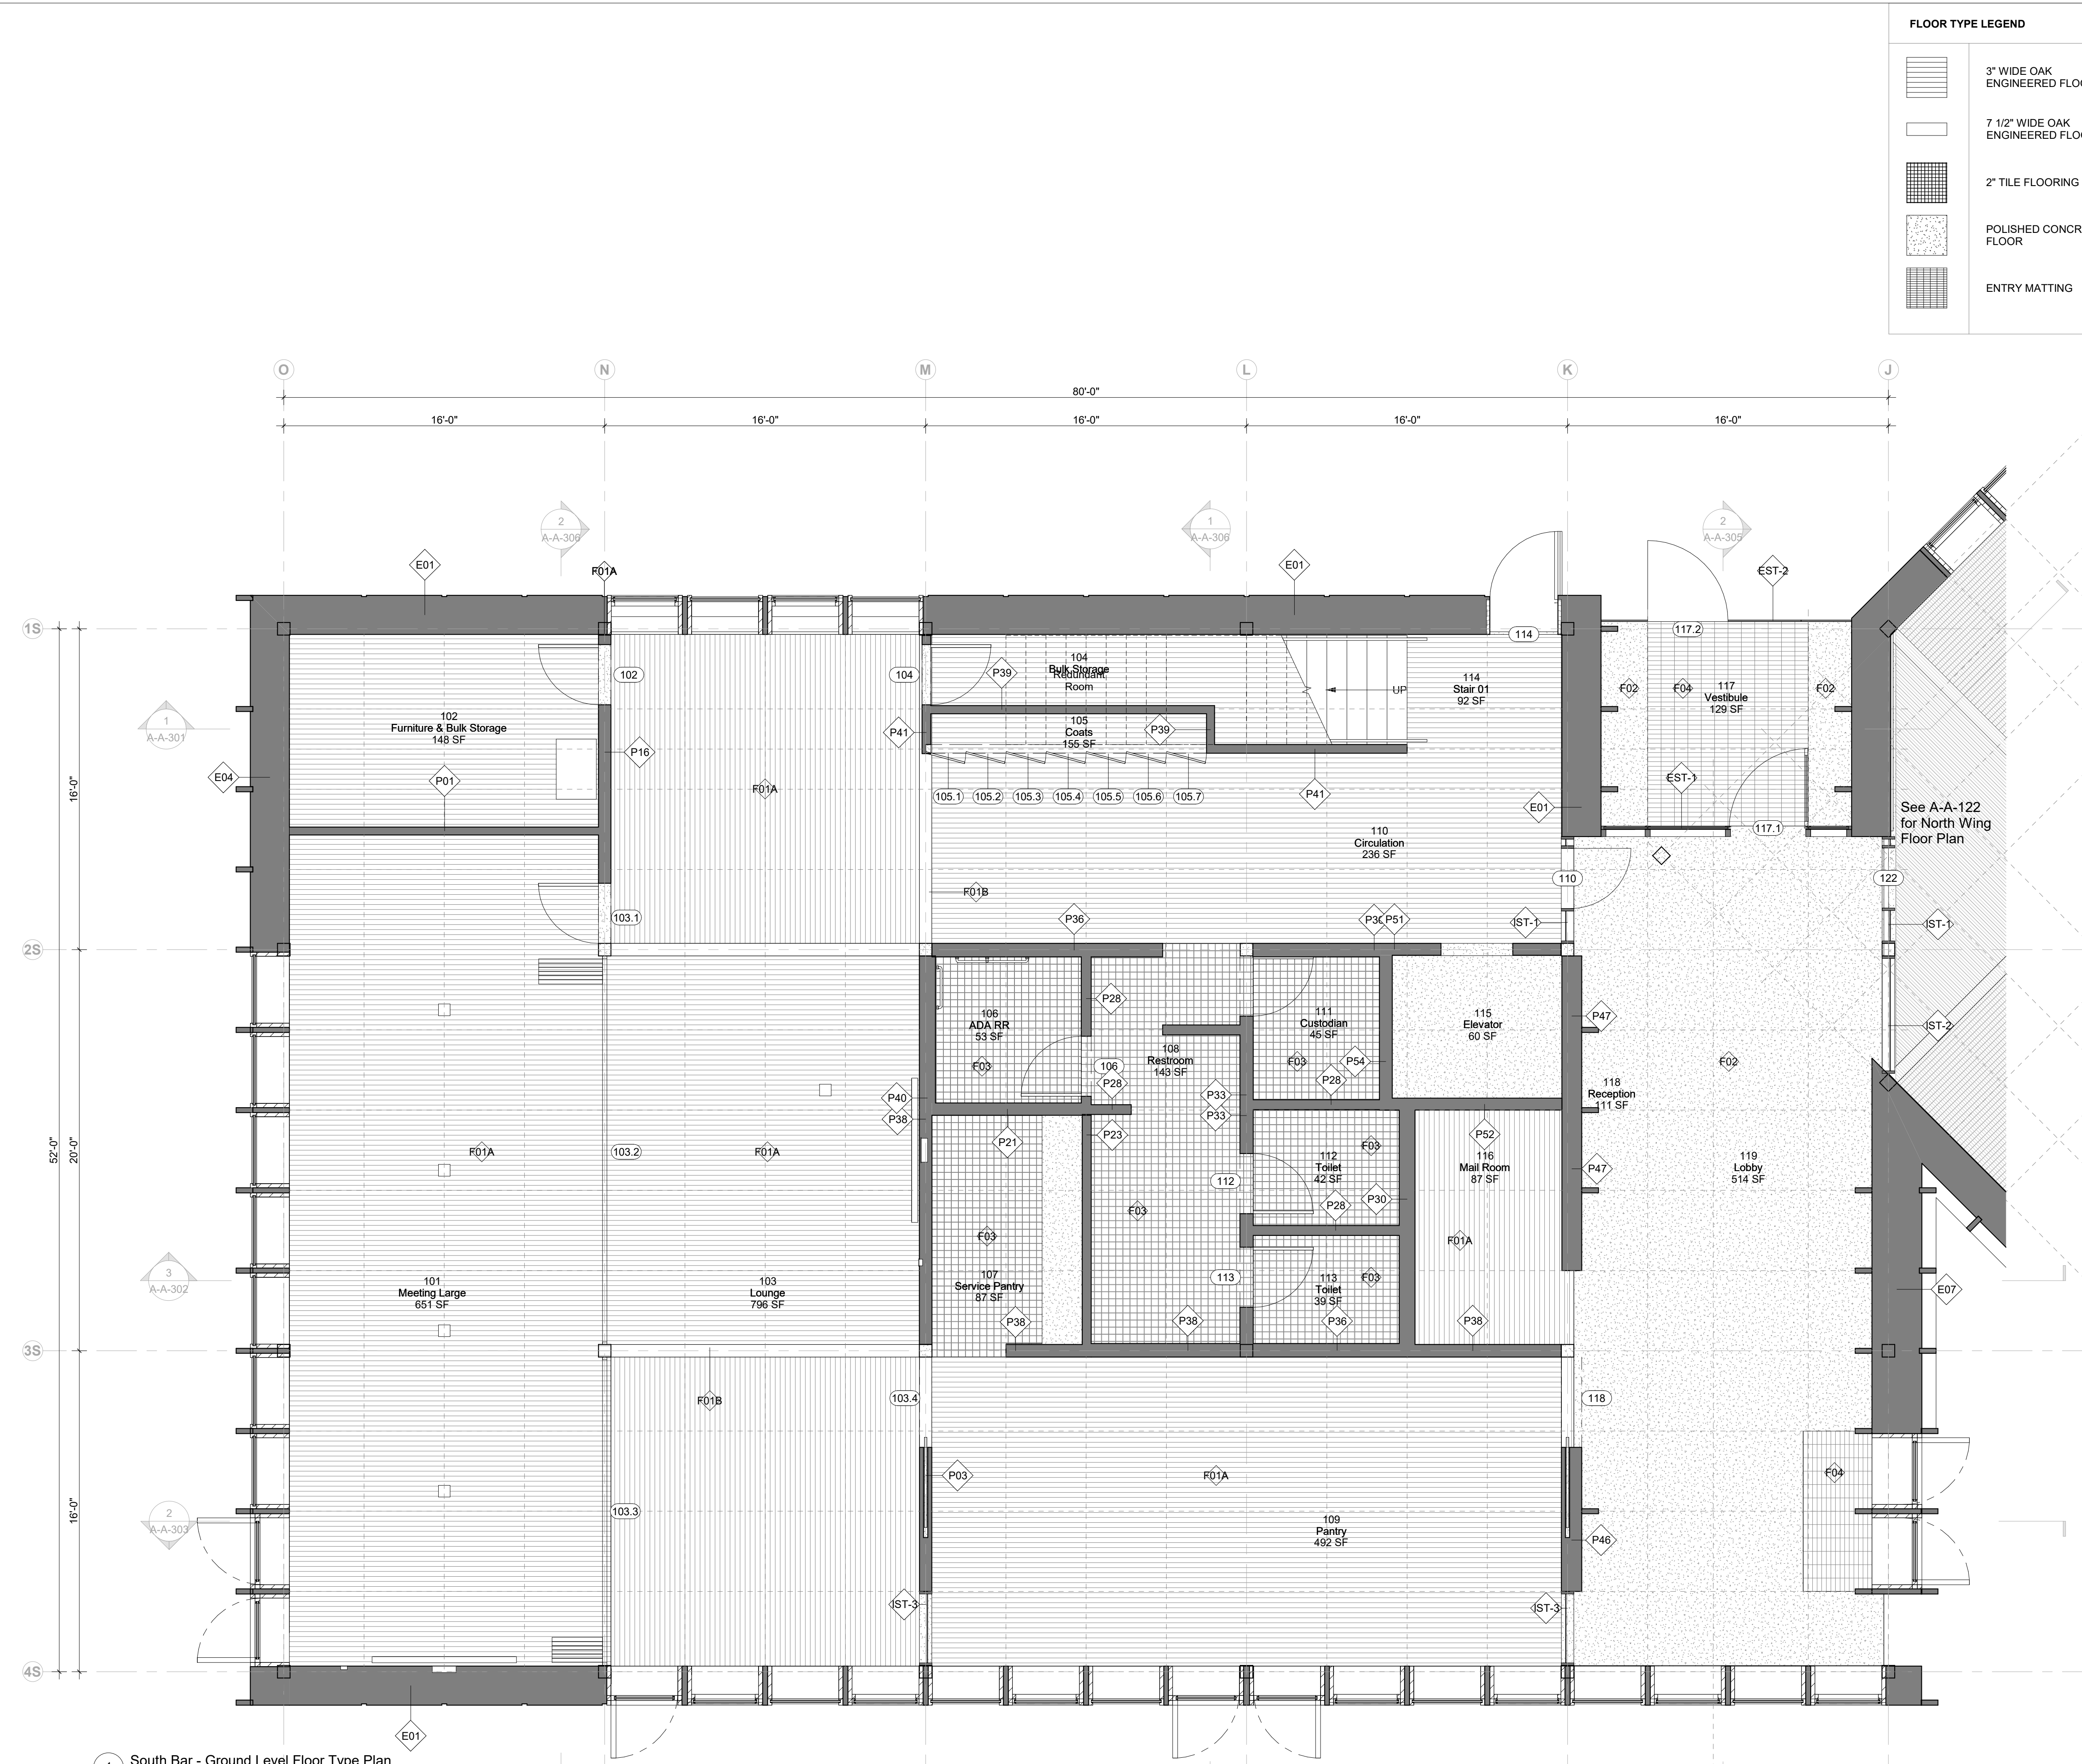 FLOOR TYPE LEGEND
3" WIDE OAK
ENGINEERED FLOO
7 1/2" WIDE OAK
ENGINEERED FLOO
2" TILE FLOORING
POLISHED CONCR
FLOOR
ENTRY MATTING
O
N
M
L
K
J
80'-0"
16'-0"
16'-0"
16'-0"
16'-0"
16'-0"
2
A-A-306
1
A-A-306
2
A-A-305
E01
F01A
E01
EST-2
1S
114
117.2
102
104
P39
104
Bulk Storage
Redundant
Room
UP
114
Stair 01
92 SF
F02
F04
117
Vestibule
129 SF
F02
1
A-A-301
102
Furniture & Bulk Storage
148 SF
P41
105
Coats
155 SF
P39
P16
E04
P01
F01A
EST-1
105.1
105.2
105.3
105.4
105.5
105.6
105.7
P41
E01
16'-0"
See A-A-122
for North Wing
Floor Plan
117.1
110
Circulation
236 SF
110
122
F01B
103.1
P36
P51
IST-1
IST-1
2S
P28
106
ADA RR
53 SF
111
Custodian
45 SF
115
Elevator
60 SF
P47
IST-2
108
Restroom
143 SF
F03
106
F03
P54
F02
P28
P28
118
Reception
111 SF
P40
P33
P38
P33
P21
P23
P52
F03
52'-0"
20'-0"
F01A
103.2
F01A
112
Toilet
42 SF
116
Mail Room
87 SF
P47
119
Lobby
514 SF
112
P30
P28
F03
F03
F01A
3
A-A-302
101
Meeting Large
651 SF
103
Lounge
796 SF
107
Service Pantry
87 SF
113
113
Toilet
39 SF
F03
E07
P38
P38
P36
P38
3S
F01B
103.4
118
P03
F01A
F04
2
A-A-303
16'-0"
103.3
109
Pantry
492 SF
P46
IST-3
IST-3
4S
E01
South Bar - Ground Level Floor Type Plan